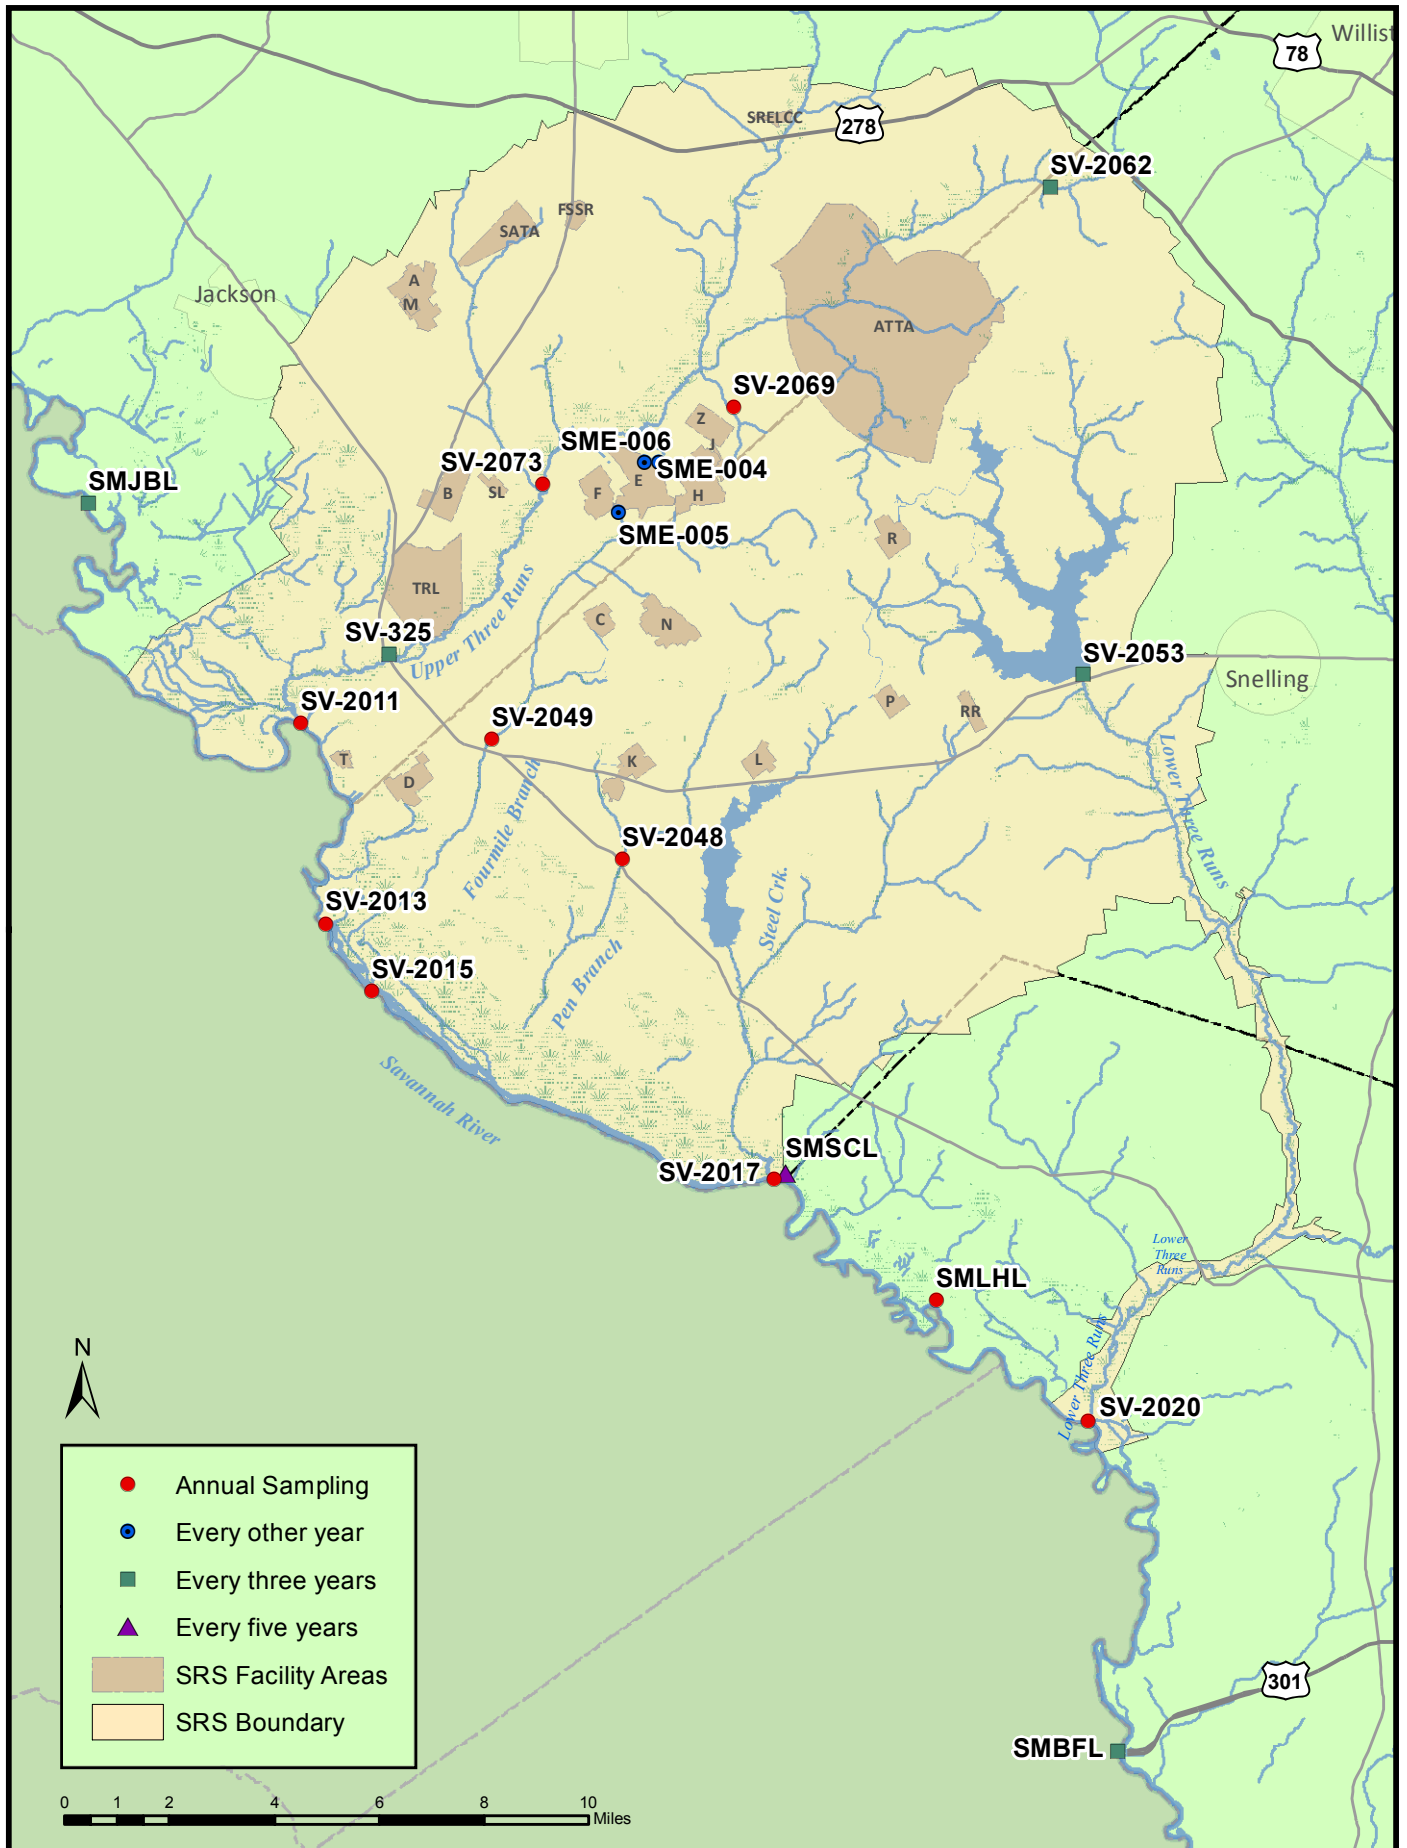 Willist
78
SRELCC
278
SV-2062
FSSR
SATA
A
M
Jackson
ATTA
SV-2069
Z
J
SME-006
SME-004
SV-2073
SMJBL
B
SL
F
E
H
SME-005
R
TRL
C
N
SV-325
Upper Three Runs
SV-2053
Snelling
P
RR
SV-2011
SV-2049
T
D
K
L
Lower Three Runs
Fourmile Branch
SV-2048
Steel Crk.
SV-2013
SV-2015
Pen Branch
Savannah River
SMSCL
SV-2017
Lower
Three
Runs
SMLHL
Lower Three Runs
SV-2020
N
Annual Sampling
Every other year
Every three years
Every five years
SRS Facility Areas
SRS Boundary
301
SMBFL
0 1 2 4 6 8 10
Miles